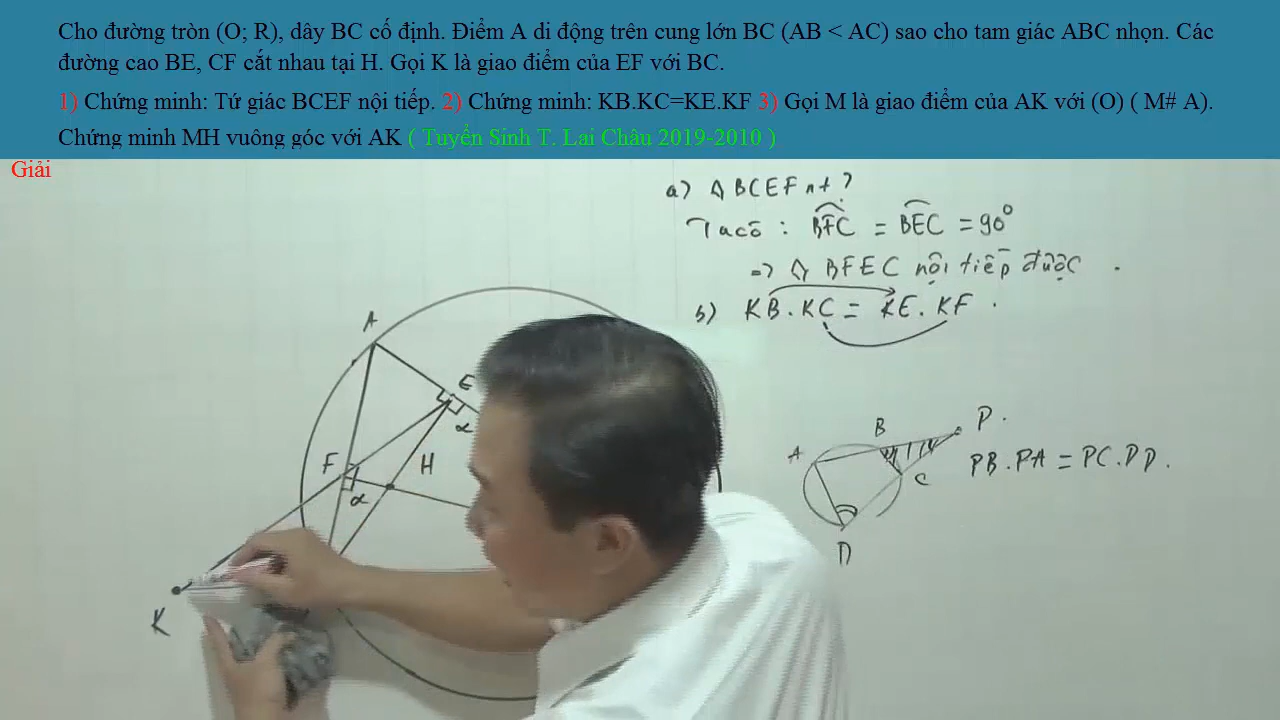 Cho đường tròn (O; R), dây BC cố định. Điểm A di động trên cung lớn BC (AB < AC) sao cho tam giác ABC nhọn. Các
đường cao BE, CF cắt nhau tại H. Gọi K là giao điểm của EF với BC.
1) Chứng minh: Tứ giác BCEF nội tiếp. 2) Chứng minh: KB.KC=KE.KF 3) Gọi M là giao điểm của AK với (O) ( M# A).
Chứng minh MH vuông góc với AK ( Tuyển Sinh T. Lai Châu 2019-2010 )
Giải
a) ◊ BCEF nt ?
Ta có : BFC = BEC = 90°
=> ◊ BFEC nội tiếp được .
b) KB.KC = KE.KF .
A
E
α
F
H
α
K
A
B
P .
C
D
PB.PA = PC.PD.